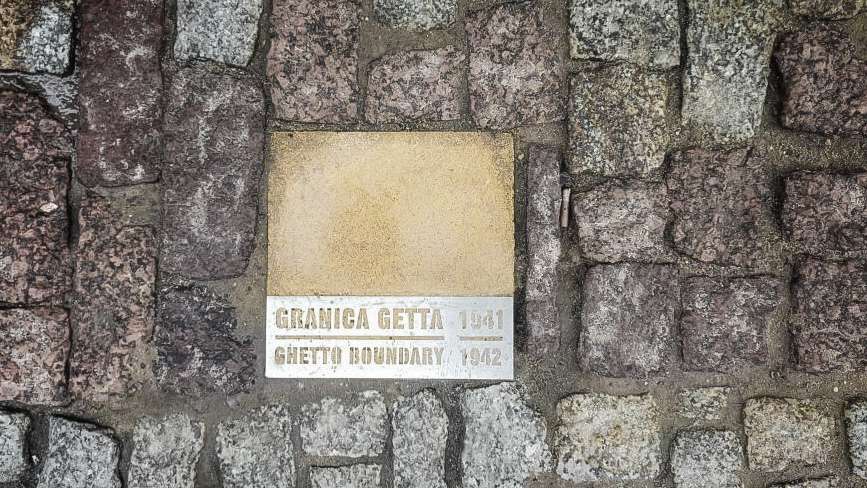 GRANICA GETTA 1941
GHETTO BOUNDARY 1942